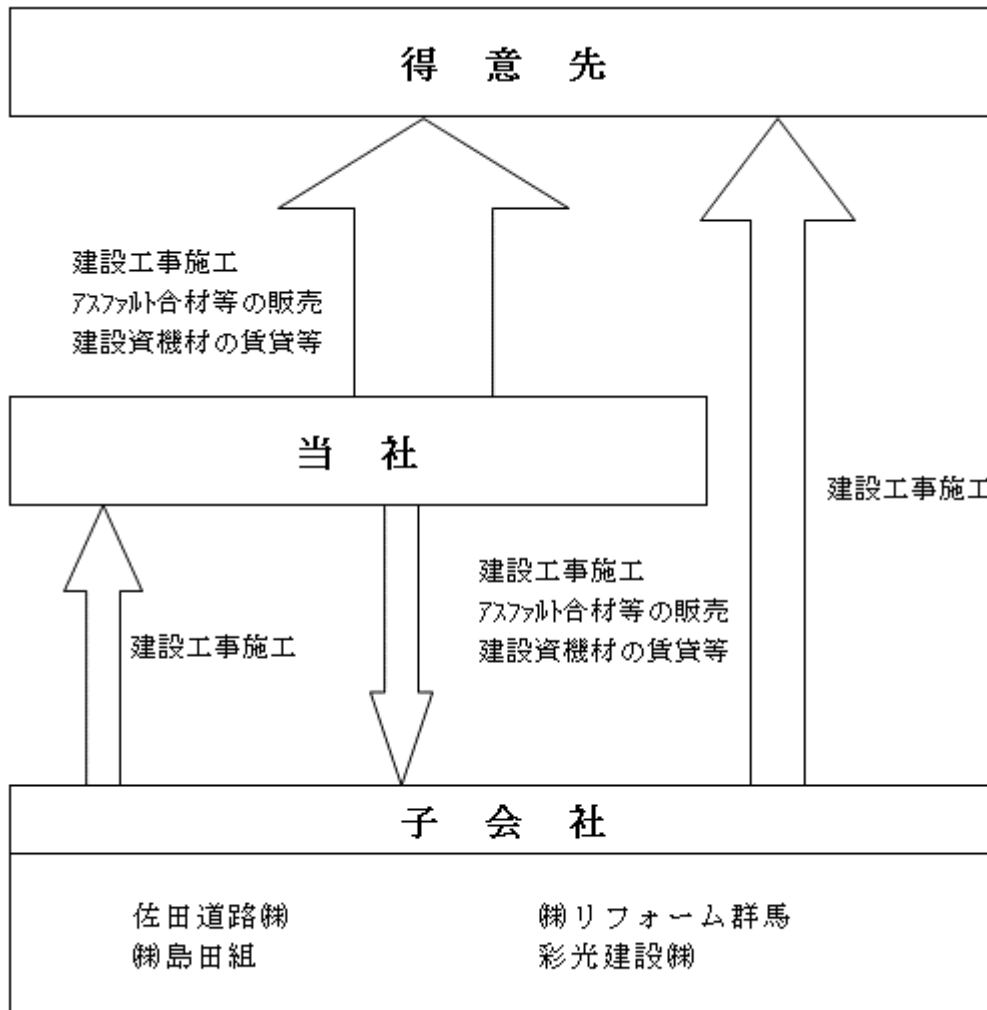 得 意 先
建設工事施工
アスファルト合材等の販売
建設資機材の賃貸等
当 社
建設工事施工
建設工事施工
アスファルト合材等の販売
建設資機材の賃貸等
建設工事施工
子 会 社
佐田道路㈱
㈱島田組
㈱リフォーム群馬
彩光建設㈱